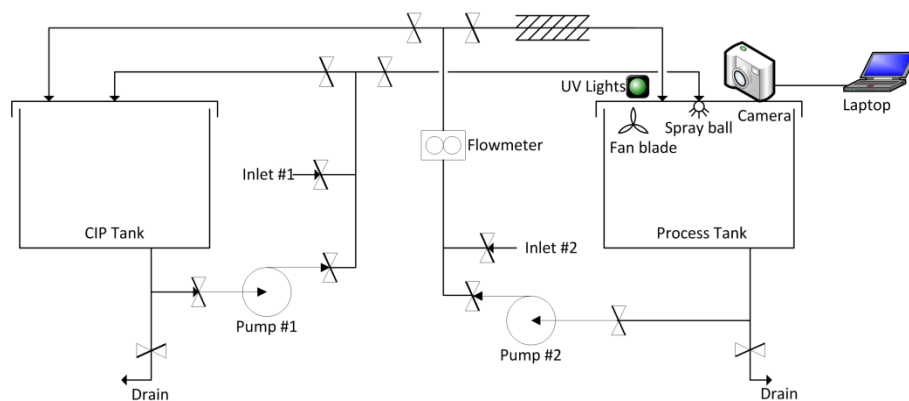 UV Lights
Camera
Laptop
Fan blade
Spray ball
Flowmeter
Inlet #1
CIP Tank
Inlet #2
Process Tank
Pump #1
Pump #2
Drain
Drain